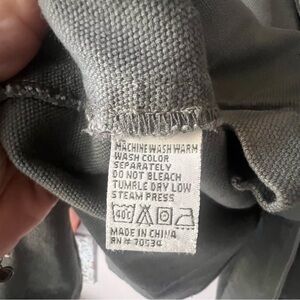 MACHINE WASH WARM
WASH COLOR
SEPARATELY
DO NOT BLEACH
TUMBLE DRY LOW
STEAM PRESS
40C
MADE IN CHINA
RN # 70534